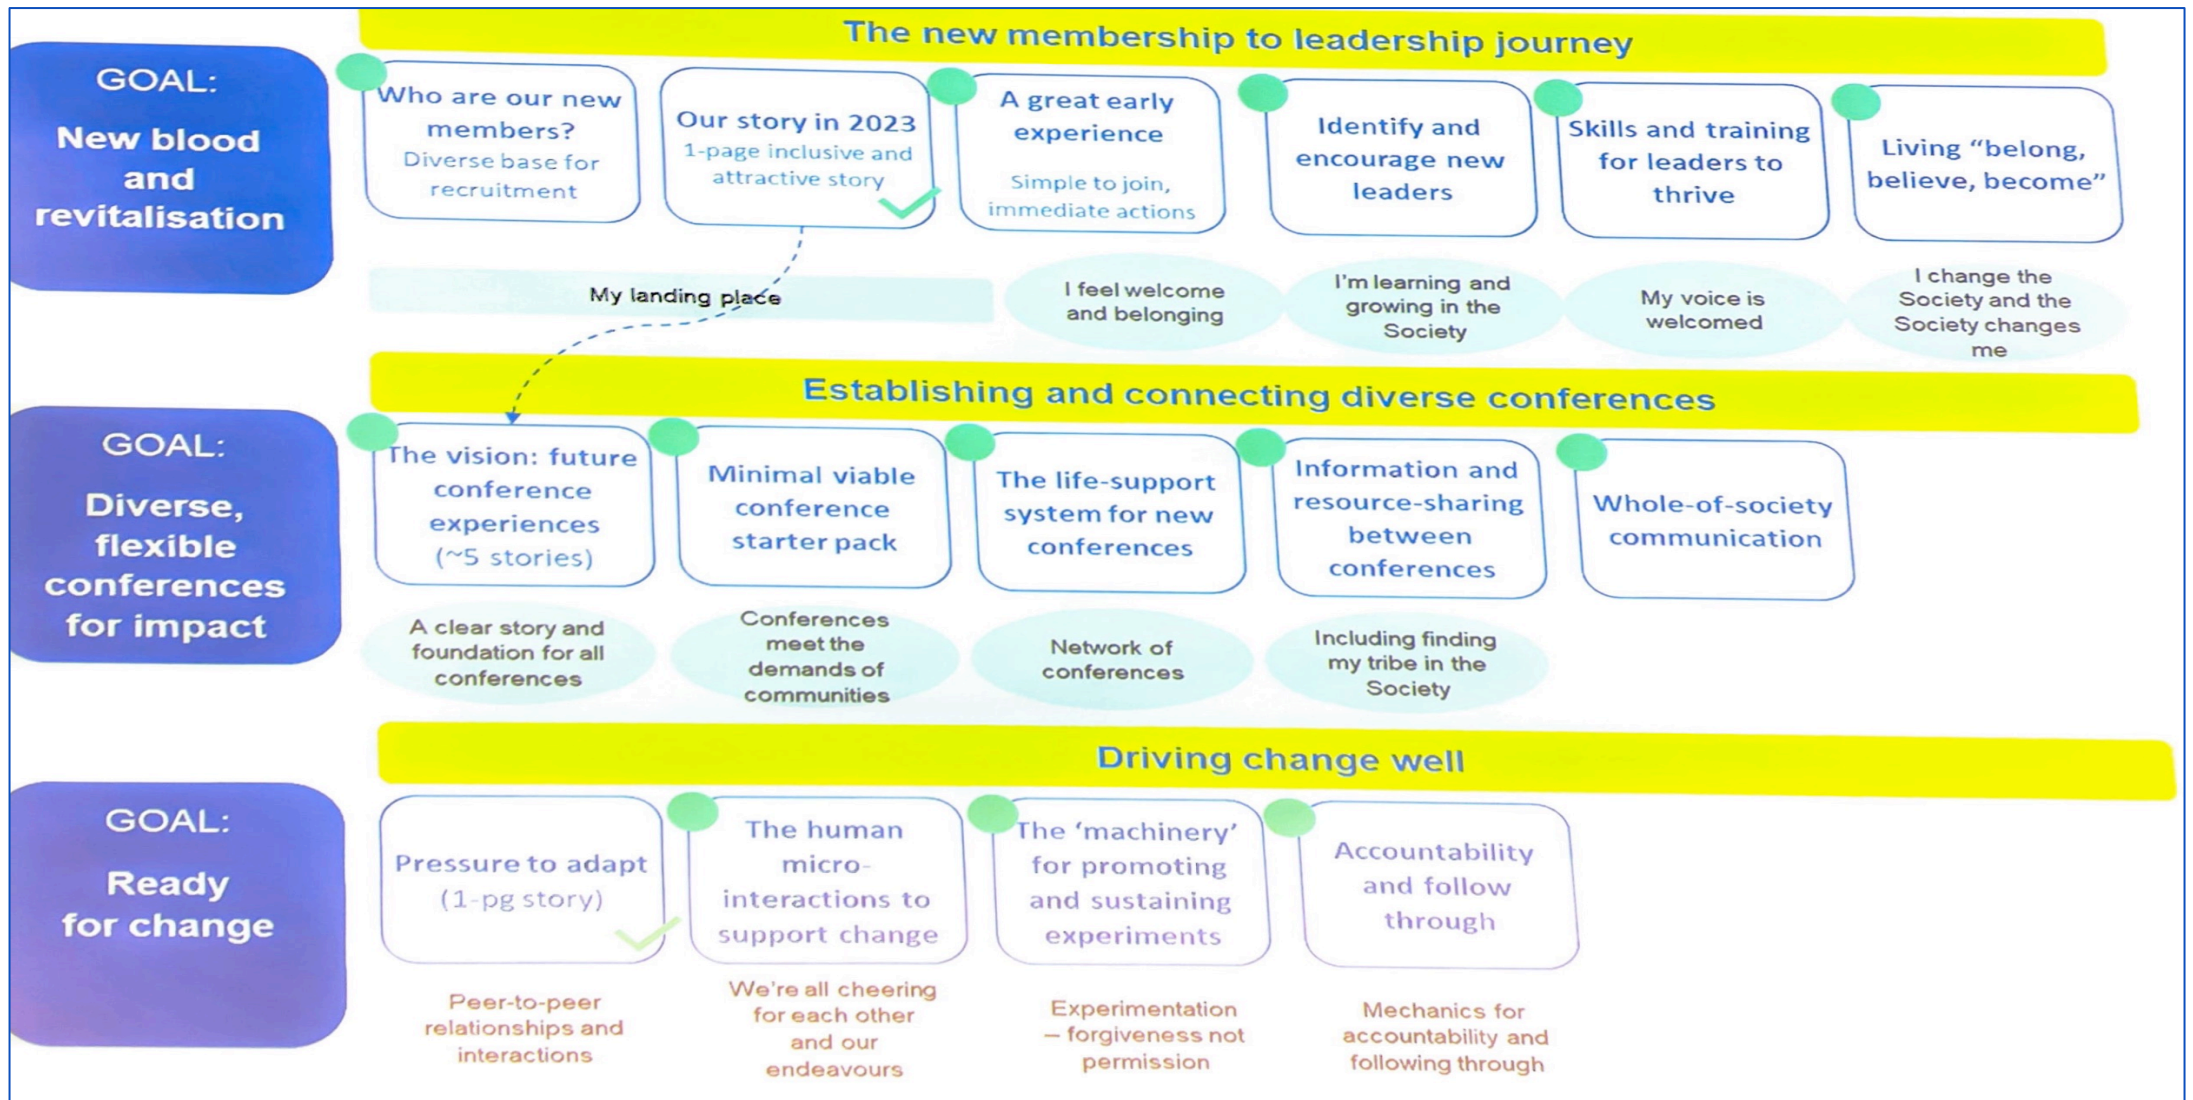 The new membership to leadership journey
GOAL:
New blood
and
revitalisation
Who are our new
members?
Diverse base for
recruitment
Our story in 2023
1-page inclusive and
attractive story
A great early
experience
Simple to join,
immediate actions
Identify and
encourage new
leaders
Skills and training
for leaders to
thrive
Living “belong,
believe, become”
My landing place
I feel welcome
and belonging
I'm learning and
growing in the
Society
My voice is
welcomed
I change the
Society and the
Society changes
me
Establishing and connecting diverse conferences
GOAL:
Diverse,
flexible
conferences
for impact
The vision: future
conference
experiences
(~5 stories)
Minimal viable
conference
starter pack
The life-support
system for new
conferences
Information and
resource-sharing
between
conferences
Whole-of-society
communication
A clear story and
foundation for all
conferences
Conferences
meet the
demands of
communities
Network of
conferences
Including finding
my tribe in the
Society
Driving change well
GOAL:
Ready
for change
Pressure to adapt
(1-pg story)
The human
micro-
interactions to
support change
The ‘machinery’
for promoting
and sustaining
experiments
Accountability
and follow
through
Peer-to-peer
relationships and
interactions
We're all cheering
for each other
and our
endeavours
Experimentation
– forgiveness not
permission
Mechanics for
accountability and
following through